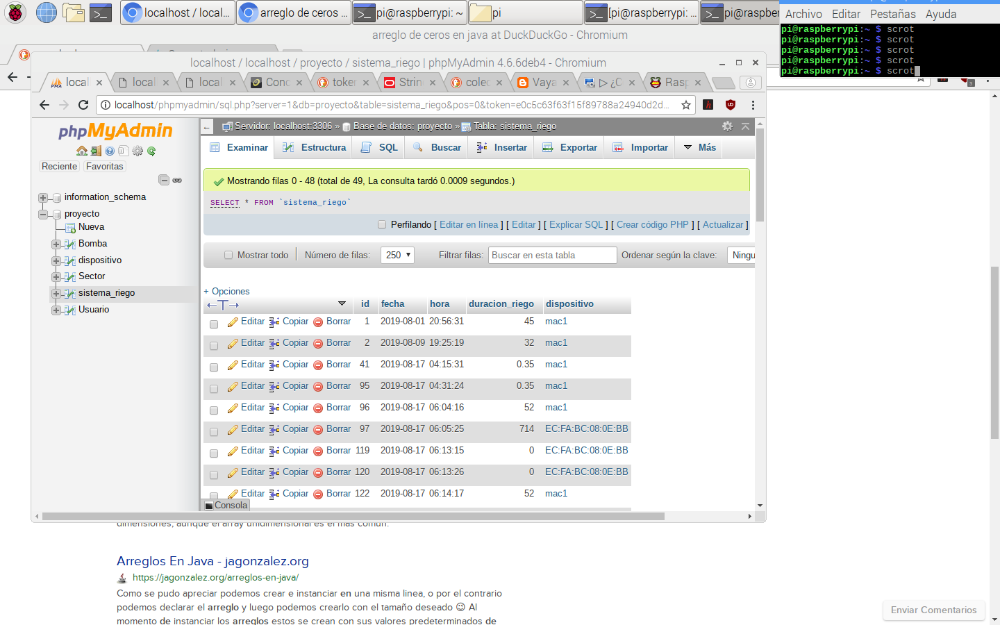 localhost / local...
arreglo de ceros ...
pi@raspberrypi: ~
pi
[pi@raspberrypi: ...
pi@raspberryp
arreglo de ceros en java at DuckDuckGo - Chromium
Archivo Editar Pestañas Ayuda
pi@raspberrypi:~ $ scrot
pi@raspberrypi:~ $ scrot
pi@raspberrypi:~ $ scrot
pi@raspberrypi:~ $ scrot
pi@raspberrypi:~ $ scrot
localhost / localhost / proyecto / sistema_riego | phpMyAdmin 4.6.6deb4 - Chromium
local local local Conc token String colec Vaya ▷ ¿C Rasp
localhost/phpmyadmin/sql.php?server=1&db=proyecto&table=sistema_riego&pos=0&token=e0c5c63f63f15f89788a24940d2d...
phpMyAdmin
Reciente Favoritas
information_schema
proyecto
Nueva
Bomba
dispositivo
Sector
sistema_riego
Usuario
Servidor: localhost:3306 » Base de datos: proyecto » Tabla: sistema_riego
Examinar Estructura SQL Buscar Insertar Exportar Importar Más
Mostrando filas 0 - 48 (total de 49, La consulta tardó 0.0009 segundos.)
SELECT * FROM `sistema_riego`
Perfilando [ Editar en línea ] [ Editar ] [ Explicar SQL ] [ Crear código PHP ] [ Actualizar ]
Mostrar todo Número de filas: 250 Filtrar filas: Buscar en esta tabla Ordenar según la clave: Ningu
+ Opciones
←T→ id fecha hora duracion_riego dispositivo
Editar Copiar Borrar 1 2019-08-01 20:56:31 45 mac1
Editar Copiar Borrar 2 2019-08-09 19:25:19 32 mac1
Editar Copiar Borrar 41 2019-08-17 04:15:31 0.35 mac1
Editar Copiar Borrar 95 2019-08-17 04:31:24 0.35 mac1
Editar Copiar Borrar 96 2019-08-17 06:04:16 52 mac1
Editar Copiar Borrar 97 2019-08-17 06:05:25 714 EC:FA:BC:08:0E:BB
Editar Copiar Borrar 119 2019-08-17 06:13:15 0 EC:FA:BC:08:0E:BB
Editar Copiar Borrar 120 2019-08-17 06:13:26 0 EC:FA:BC:08:0E:BB
Editar Copiar Borrar 122 2019-08-17 06:14:17 52 mac1
Consola
dimensiones, aunque el array unidimensional es el más común.
Arreglos En Java - jagonzalez.org
https://jagonzalez.org/arreglos-en-java/
Como se pudo apreciar podemos crear e instanciar en una misma linea, o por el contrario
podemos declarar el arreglo y luego podemos crearlo con el tamaño deseado 😉 Al
momento de instanciar los arreglos estos se crean con sus valores predeterminados de
Enviar Comentarios